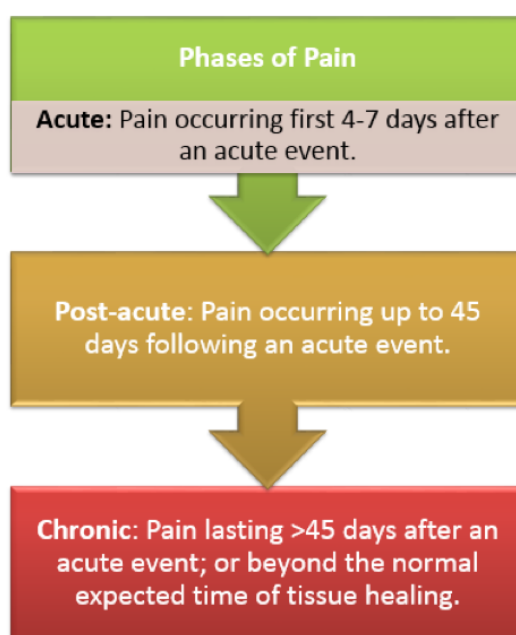 Phases of Pain
Acute: Pain occurring first 4-7 days after
an acute event.
Post-acute: Pain occurring up to 45
days following an acute event.
Chronic: Pain lasting >45 days after an
acute event; or beyond the normal
expected time of tissue healing.